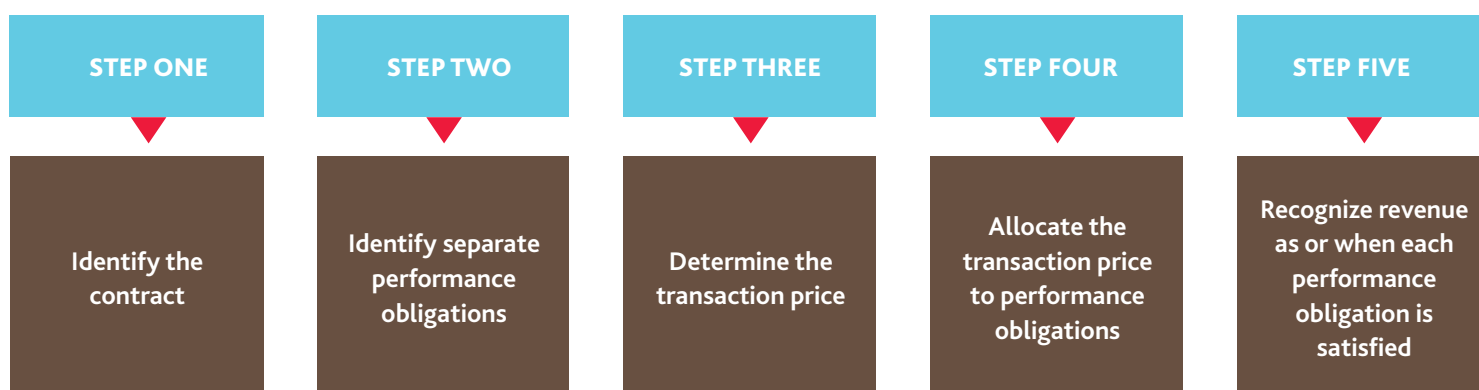 STEP ONE
STEP TWO
STEP THREE
STEP FOUR
STEP FIVE
Identify the
contract
Identify separate
performance
obligations
Determine the
transaction price
Allocate the
transaction price
to performance
obligations
Recognize revenue
as or when each
performance
obligation is
satisfied